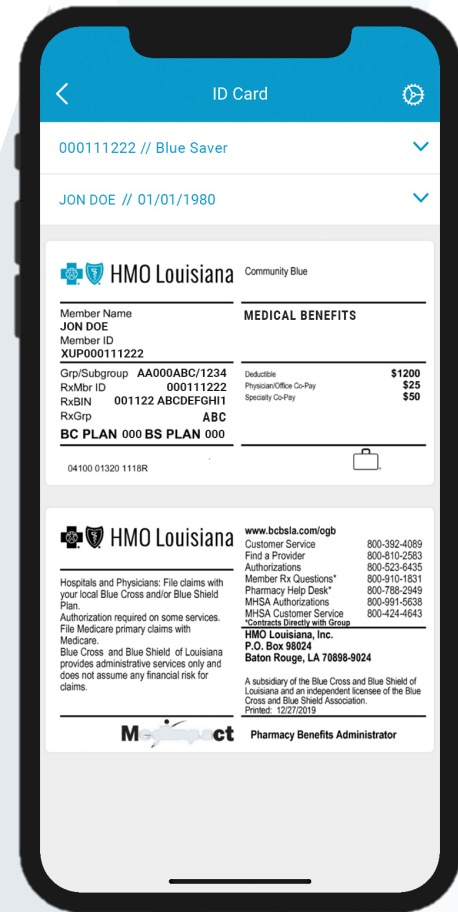 ID Card
000111222 // Blue Saver
JON DOE // 01/01/1980
HMO Louisiana
Community Blue
Member Name
JON DOE
Member ID
XUP000111222
MEDICAL BENEFITS
Grp/Subgroup AA000ABC/1234
RxMbr ID 000111222
RxBIN 001122 ABCDEFGHI1
RxGrp ABC
BC PLAN 000 BS PLAN 000
Deductible $1200
Physician/Office Co-Pay $25
Specialty Co-Pay $50
04100 01320 1118R
HMO Louisiana
Hospitals and Physicians: File claims with
your local Blue Cross and/or Blue Shield
Plan.
Authorization required on some services.
File Medicare primary claims with
Medicare.
Blue Cross and Blue Shield of Louisiana
provides administrative services only and
does not assume any financial risk for
claims.
www.bcbsla.com/ogb
Customer Service 800-392-4089
Find a Provider 800-810-2583
Authorizations 800-523-6435
Member Rx Questions* 800-910-1831
Pharmacy Help Desk* 800-788-2949
MHSA Authorizations 800-991-5638
MHSA Customer Service 800-424-4643
*Contracts Directly with Group
HMO Louisiana, Inc.
P.O. Box 98024
Baton Rouge, LA 70898-9024
A subsidiary of the Blue Cross and Blue Shield of
Louisiana and an independent licensee of the Blue
Cross and Blue Shield Association.
Printed: 12/27/2019
Pharmacy Benefits Administrator